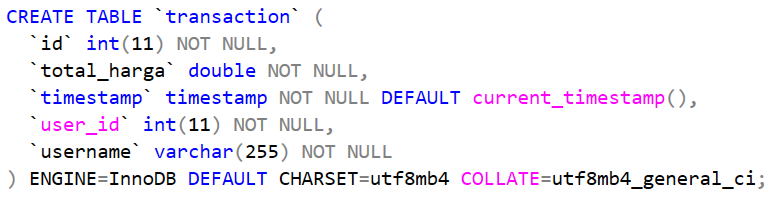 CREATE TABLE `transaction` (
  `id` int(11) NOT NULL,
  `total_harga` double NOT NULL,
  `timestamp` timestamp NOT NULL DEFAULT current_timestamp(),
  `user_id` int(11) NOT NULL,
  `username` varchar(255) NOT NULL
) ENGINE=InnoDB DEFAULT CHARSET=utf8mb4 COLLATE=utf8mb4_general_ci;